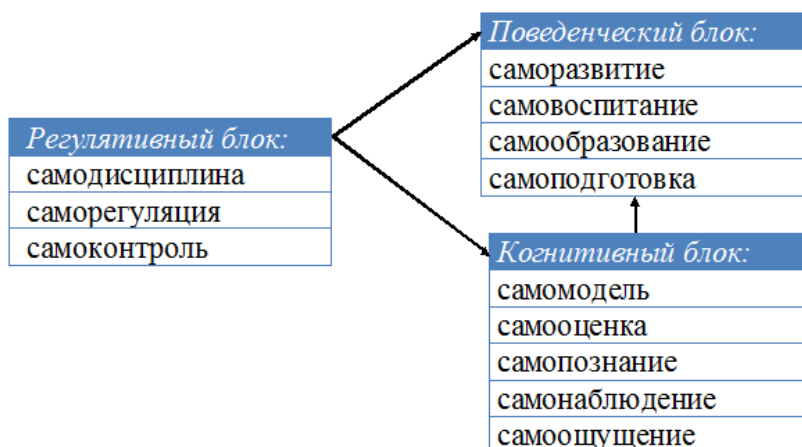 Поведенческий блок:
саморазвитие
самовоспитание
самообразование
самоподготовка
Регулятивный блок:
самодисциплина
саморегуляция
самоконтроль
Когнитивный блок:
самомодель
самооценка
самопознание
самонаблюдение
самоощущение